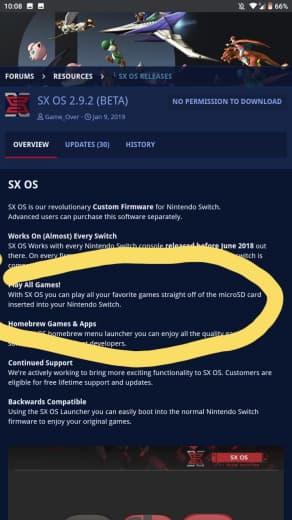 10:08
66%
FORUMS > RESOURCES > SX OS RELEASES
SX OS 2.9.2 (BETA)
NO PERMISSION TO DOWNLOAD
Game_Over · Jan 9, 2019
OVERVIEW UPDATES (30) HISTORY
SX OS
SX OS is our revolutionary Custom Firmware for Nintendo Switch.
Advanced users can purchase this software separately.
Works On (Almost) Every Switch
SX OS Works with every Nintendo Switch console released before June 2018 out
there. On every switch is
Play All Games!
With SX OS you can play all your favorite games straight off of the microSD card
inserted into your Nintendo Switch.
Homebrew Games & Apps
homebrew menu launcher you can enjoy all the quality
developers.
Continued Support
We're actively working to bring more exciting functionality to SX OS. Customers are
eligible for free lifetime support and updates.
Backwards Compatible
Using the SX OS Launcher you can easily boot into the normal Nintendo Switch
firmware to enjoy your original games.
SX OS